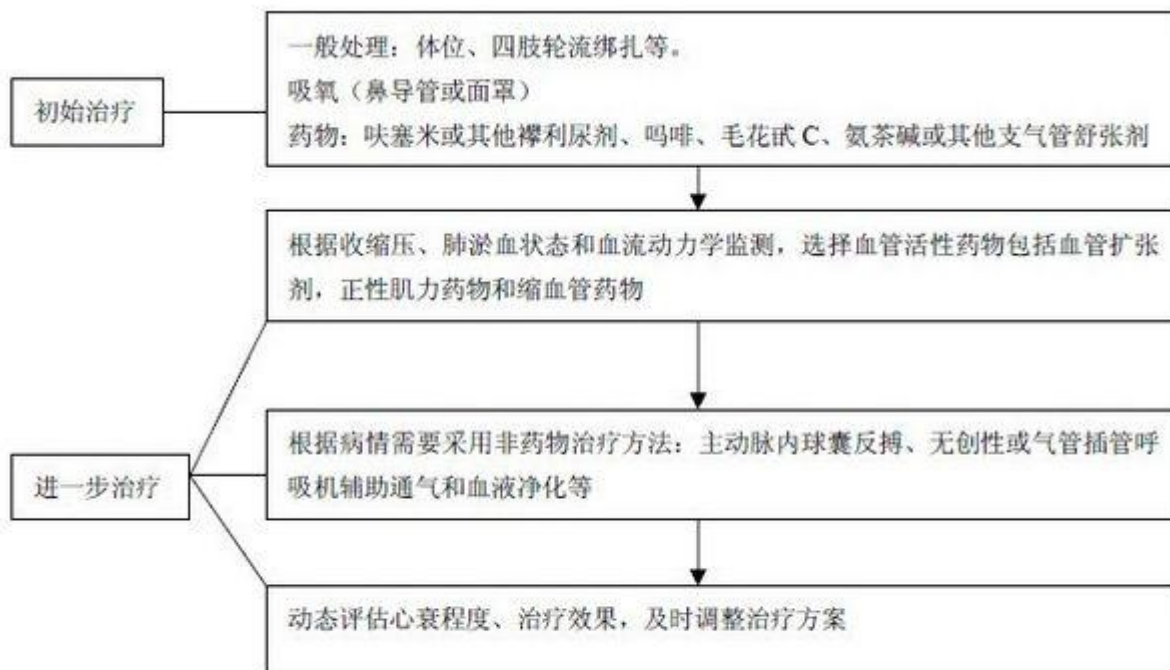 初始治疗
一般处理：体位、四肢轮流绑扎等。
吸氧（鼻导管或面罩）
药物：呋塞米或其他襻利尿剂、吗啡、毛花甙 C、氨茶碱或其他支气管舒张剂
根据收缩压、肺淤血状态和血流动力学监测，选择血管活性药物包括血管扩张
剂，正性肌力药物和缩血管药物
进一步治疗
根据病情需要采用非药物治疗方法：主动脉内球囊反搏、无创性或气管插管呼
吸机辅助通气和血液净化等
动态评估心衰程度、治疗效果，及时调整治疗方案